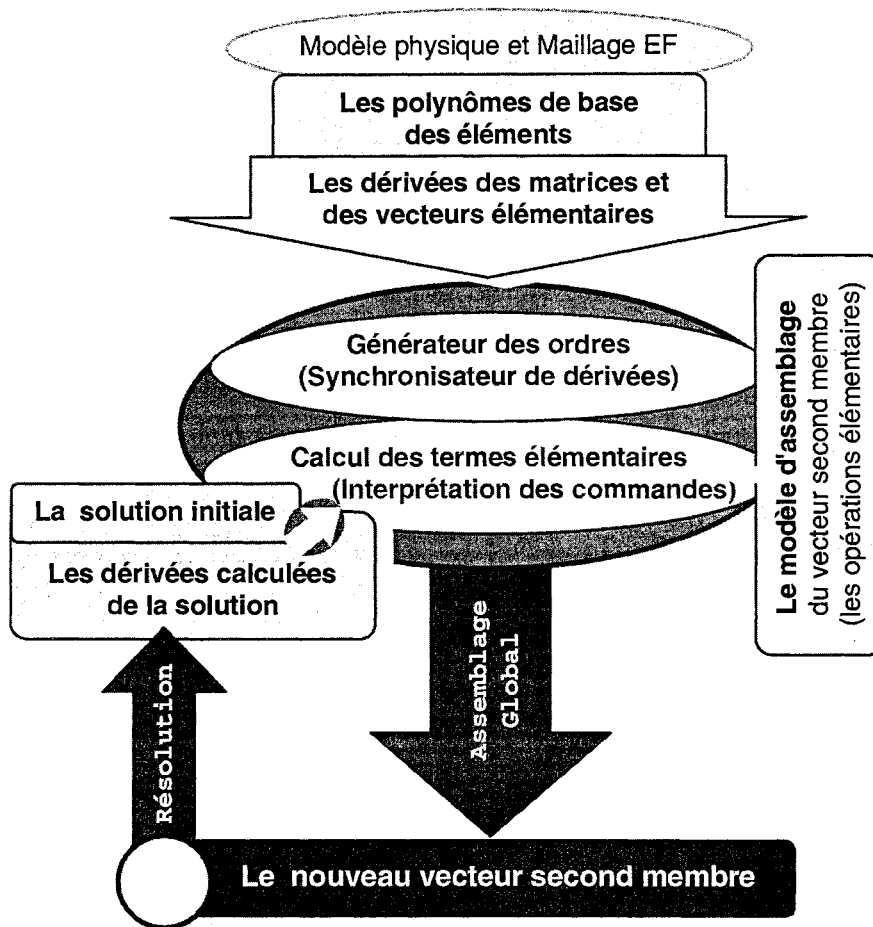 Modèle physique et Maillage EF
Les polynômes de base
des éléments
Les dérivées des matrices et
des vecteurs élémentaires
Générateur des ordres
(Synchronisateur de dérivées)
Calcul des termes élémentaires
(Interprétation des commandes)
Le modèle d'assemblage
du vecteur second membre
(les opérations élémentaires)
La solution initiale
Les dérivées calculées
de la solution
Résolution
Assemblage
Global
Le nouveau vecteur second membre